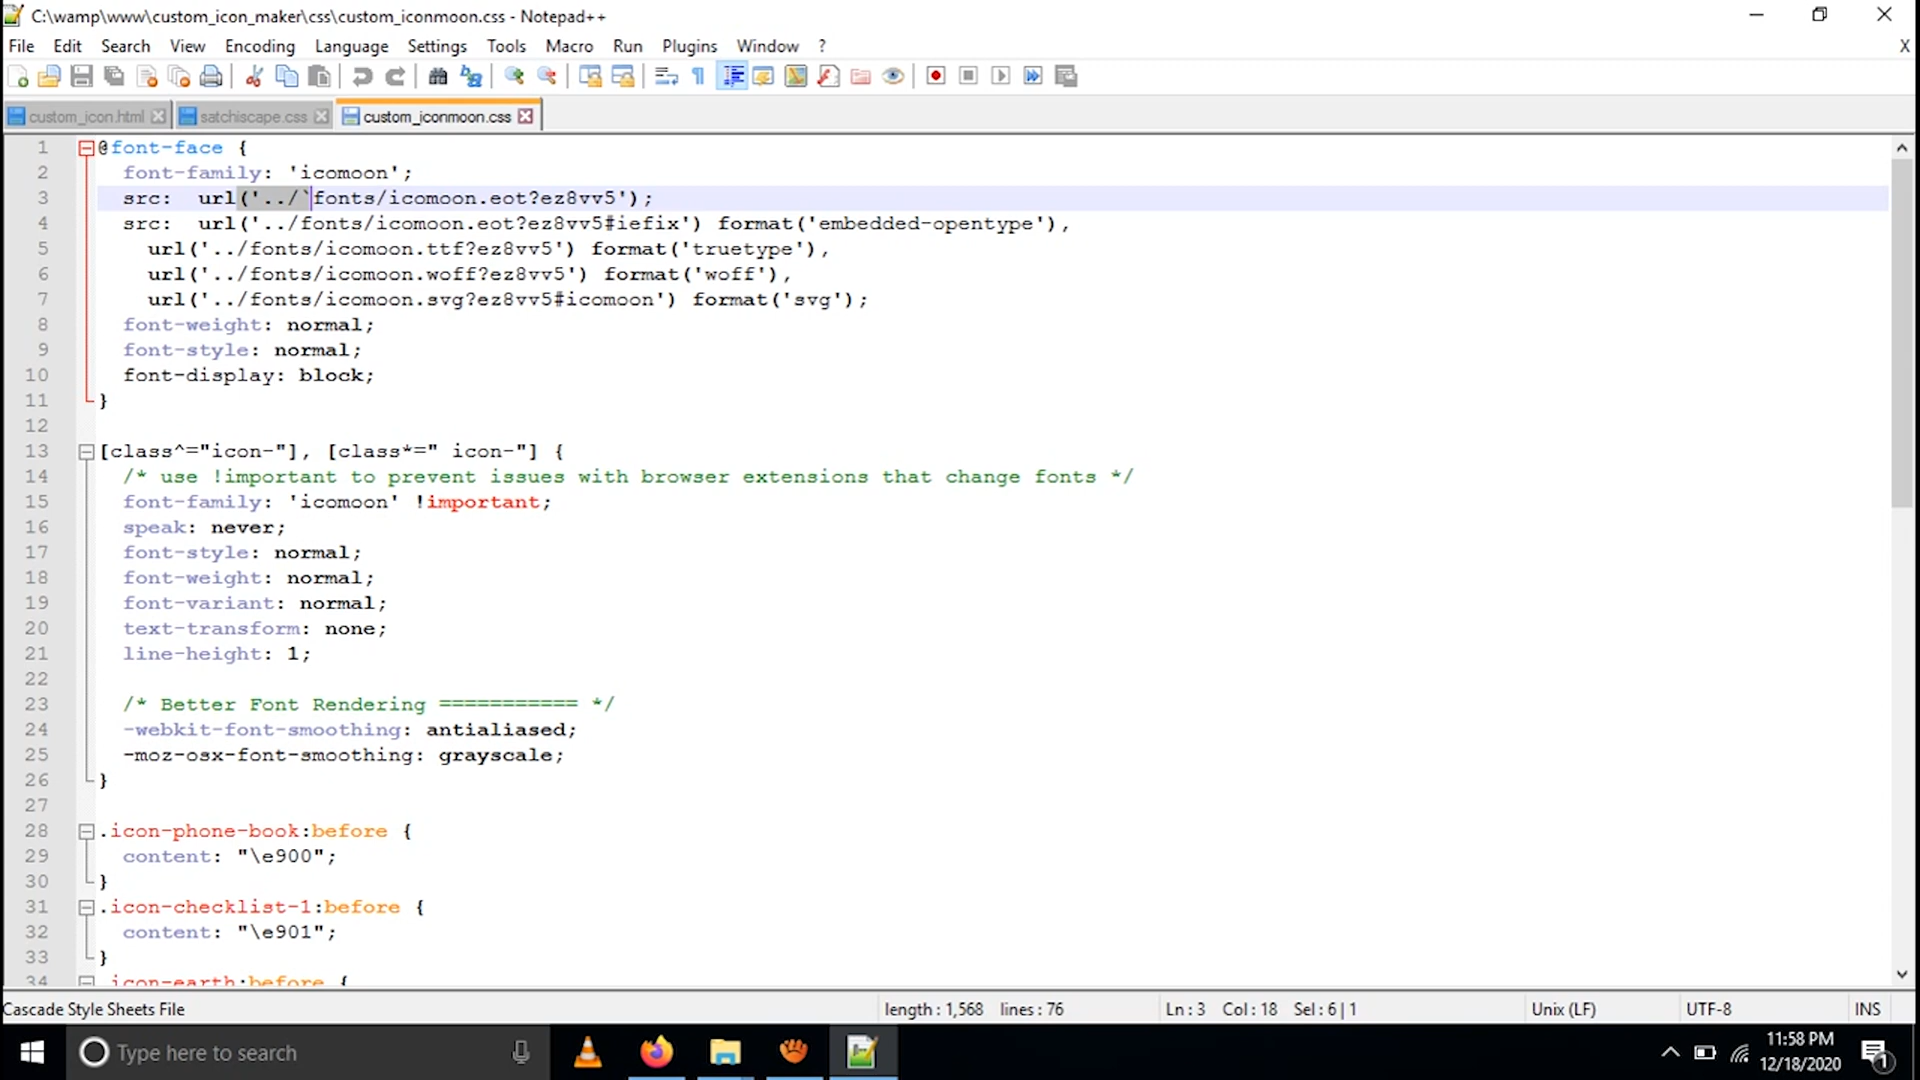 C:\wamp\www\custom_icon_maker\css\custom_iconmoon.css - Notepad++
File Edit Search View Encoding Language Settings Tools Macro Run Plugins Window ? X
custom_icon.html satchiscape.css custom_iconmoon.css
1 @font-face {
2 font-family: 'icomoon';
3 src: url('../`fonts/icomoon.eot?ez8vv5');
4 src: url('../fonts/icomoon.eot?ez8vv5#iefix') format('embedded-opentype'),
5 url('../fonts/icomoon.ttf?ez8vv5') format('truetype'),
6 url('../fonts/icomoon.woff?ez8vv5') format('woff'),
7 url('../fonts/icomoon.svg?ez8vv5#icomoon') format('svg');
8 font-weight: normal;
9 font-style: normal;
10 font-display: block;
11 }
12
13 [class^="icon-"], [class*=" icon-"] {
14 /* use !important to prevent issues with browser extensions that change fonts */
15 font-family: 'icomoon' !important;
16 speak: never;
17 font-style: normal;
18 font-weight: normal;
19 font-variant: normal;
20 text-transform: none;
21 line-height: 1;
22
23 /* Better Font Rendering =========== */
24 -webkit-font-smoothing: antialiased;
25 -moz-osx-font-smoothing: grayscale;
26 }
27
28 .icon-phone-book:before {
29 content: "\e900";
30 }
31 .icon-checklist-1:before {
32 content: "\e901";
33 }
34 .icon-earth:before {
Cascade Style Sheets File length : 1,568 lines : 76 Ln : 3 Col : 18 Sel : 6 | 1 Unix (LF) UTF-8 INS
Type here to search
11:58 PM
12/18/2020
1